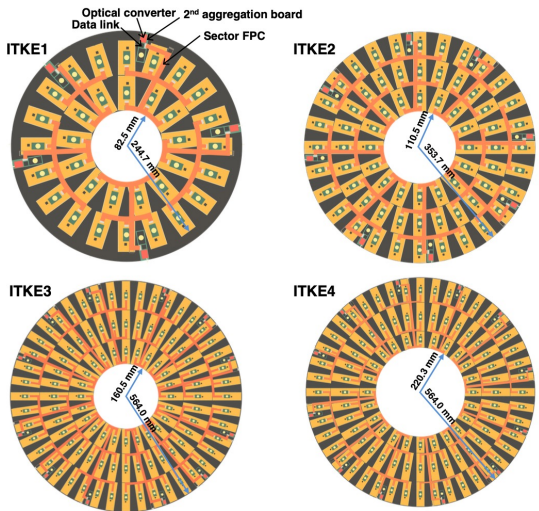 Optical converter
2nd aggregation board
Data link
Sector FPC
ITKE1
ITKE2
82.5 mm
244.7 mm
110.5 mm
353.7 mm
ITKE3
ITKE4
160.5 mm
564.0 mm
220.3 mm
564.0 mm